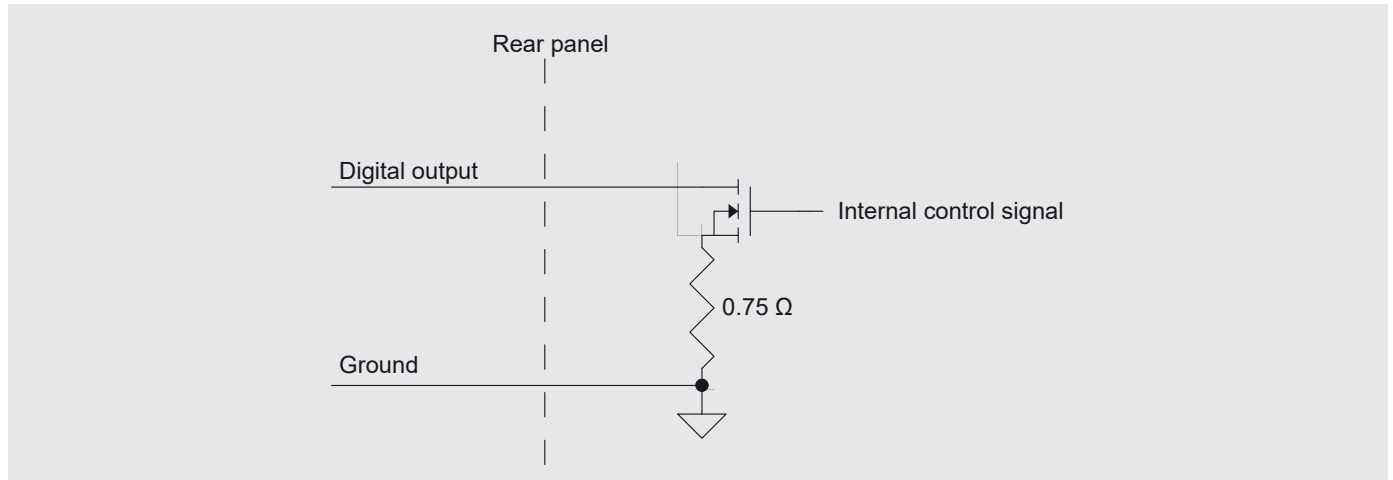 Rear panel
Digital output
Internal control signal
0.75 Ω
Ground